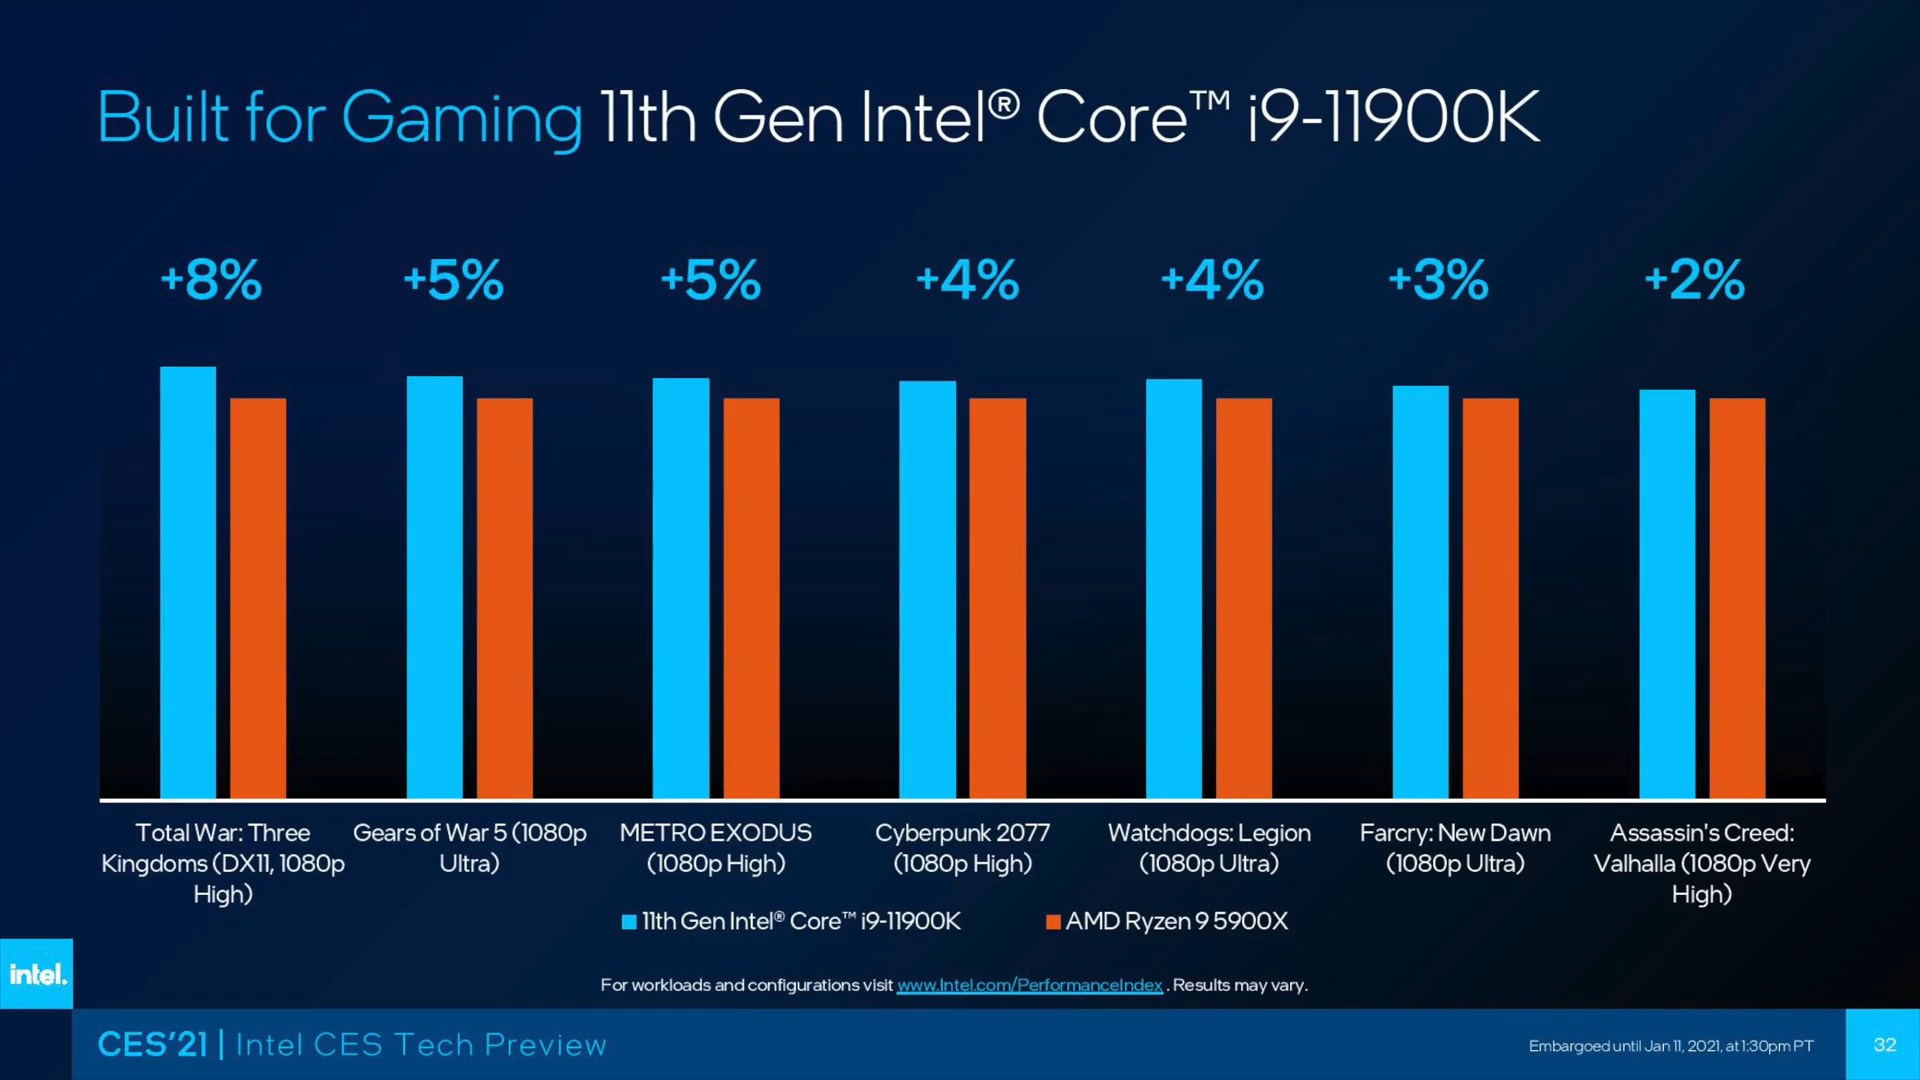 Built for Gaming 11th Gen Intel® Core™ i9-11900K
+8% +5% +5% +4% +4% +3% +2%
Total War: Three
Kingdoms (DX11, 1080p
High)
Gears of War 5 (1080p
Ultra)
METRO EXODUS
(1080p High)
Cyberpunk 2077
(1080p High)
Watchdogs: Legion
(1080p Ultra)
Farcry: New Dawn
(1080p Ultra)
Assassin's Creed:
Valhalla (1080p Very
High)
11th Gen Intel® Core™ i9-11900K
AMD Ryzen 9 5900X
intel.
For workloads and configurations visit www.Intel.com/PerformanceIndex . Results may vary.
CES’21 | Intel CES Tech Preview
Embargoed until Jan 11, 2021, at 1:30pm PT
32